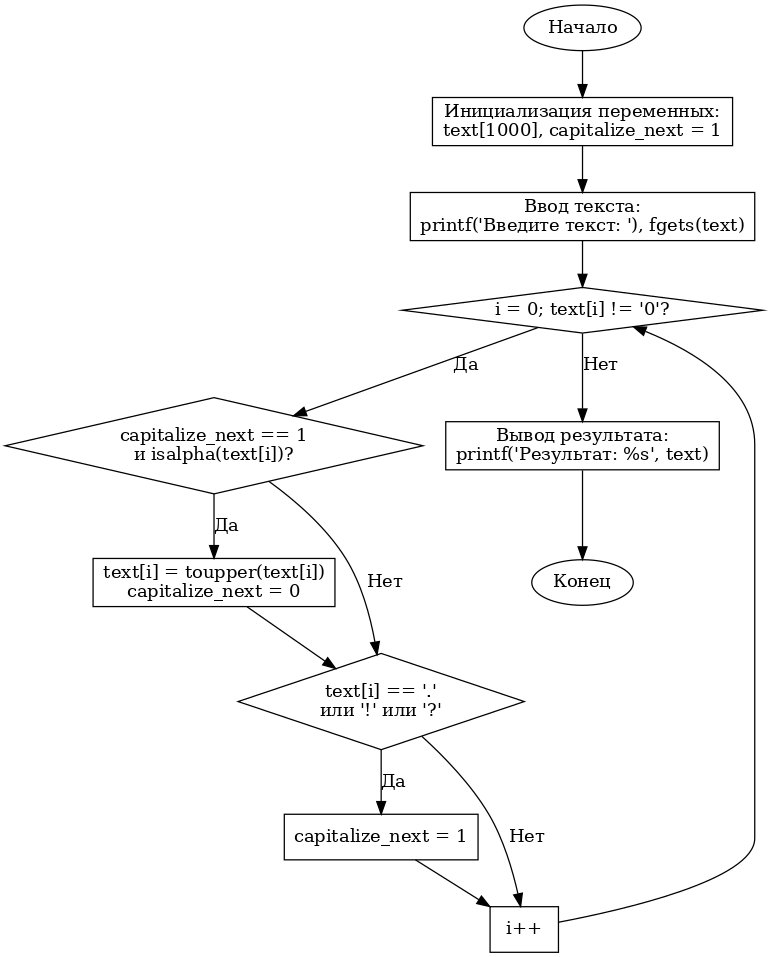 Начало
Инициализация переменных:
text[1000], capitalize_next = 1
Ввод текста:
printf('Введите текст: '), fgets(text)
i = 0; text[i] != '0'?
Да
Нет
capitalize_next == 1
и isalpha(text[i])?
Вывод результата:
printf('Результат: %s', text)
Да
Нет
text[i] = toupper(text[i])
capitalize_next = 0
Конец
text[i] == '.'
или '!' или '?'
Да
Нет
capitalize_next = 1
i++